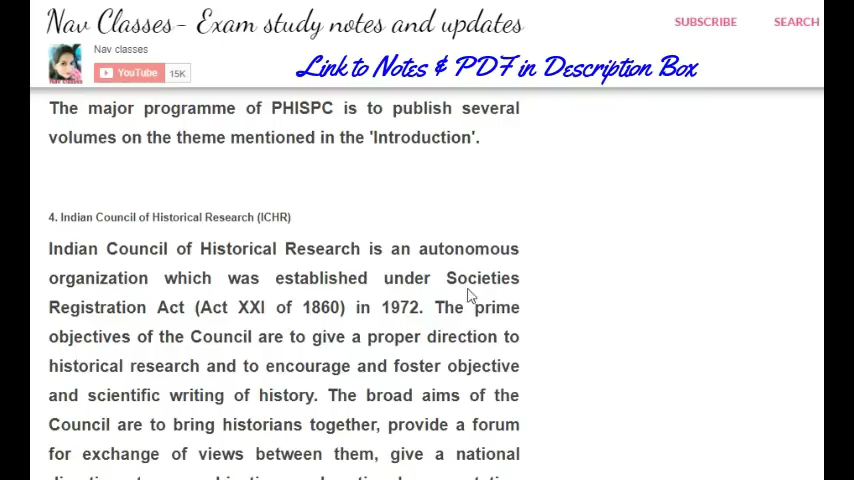 Nav Classes- Exam study notes and updates
SUBSCRIBE
SEARCH
Nav classes
YouTube 15K
Link to Notes & PDF in Description Box
The major programme of PHISPC is to publish several
volumes on the theme mentioned in the 'Introduction'.
4. Indian Council of Historical Research (ICHR)
Indian Council of Historical Research is an autonomous
organization which was established under Societies
Registration Act (Act XXI of 1860) in 1972. The prime
objectives of the Council are to give a proper direction to
historical research and to encourage and foster objective
and scientific writing of history. The broad aims of the
Council are to bring historians together, provide a forum
for exchange of views between them, give a national